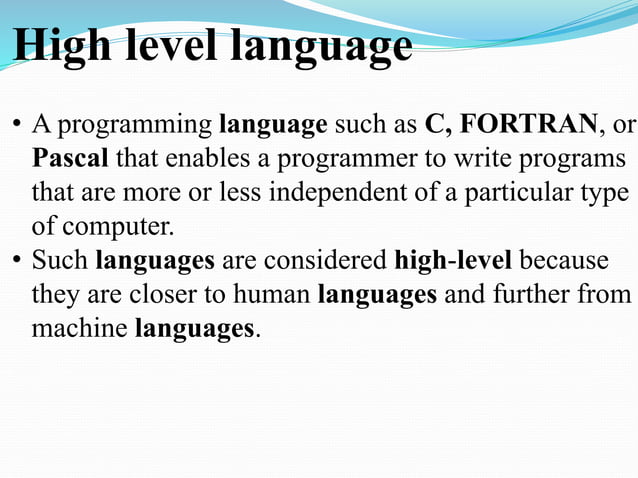 High level language
• A programming language such as C, FORTRAN, or
Pascal that enables a programmer to write programs
that are more or less independent of a particular type
of computer.
• Such languages are considered high-level because
they are closer to human languages and further from
machine languages.